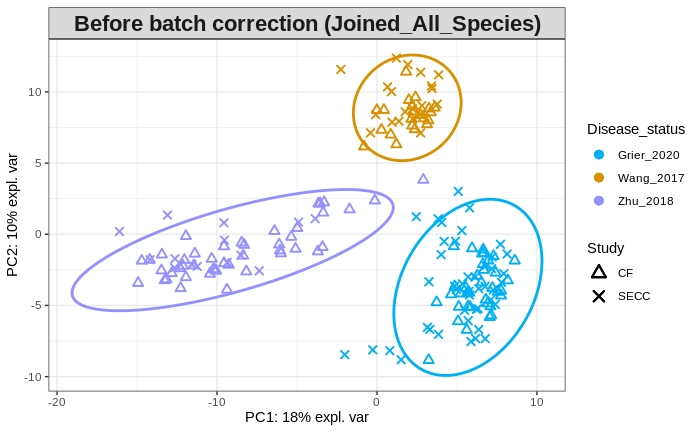 Before batch correction (Joined_All_Species)
PC2: 10% expl. var
10
5
0
-5
-10
-20
-10
0
10
PC1: 18% expl. var
Disease_status
Grier_2020
Wang_2017
Zhu_2018
Study
CF
SECC